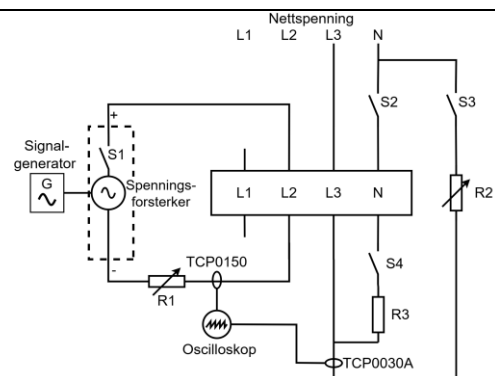 Nettspenning
L1 L2 L3 N
S2
S3
+
S1
Signal-
generator
G
Spennings-
forsterker
L1 L2 L3 N
R2
-
TCP0150
S4
R1
R3
Oscilloskop
TCP0030A